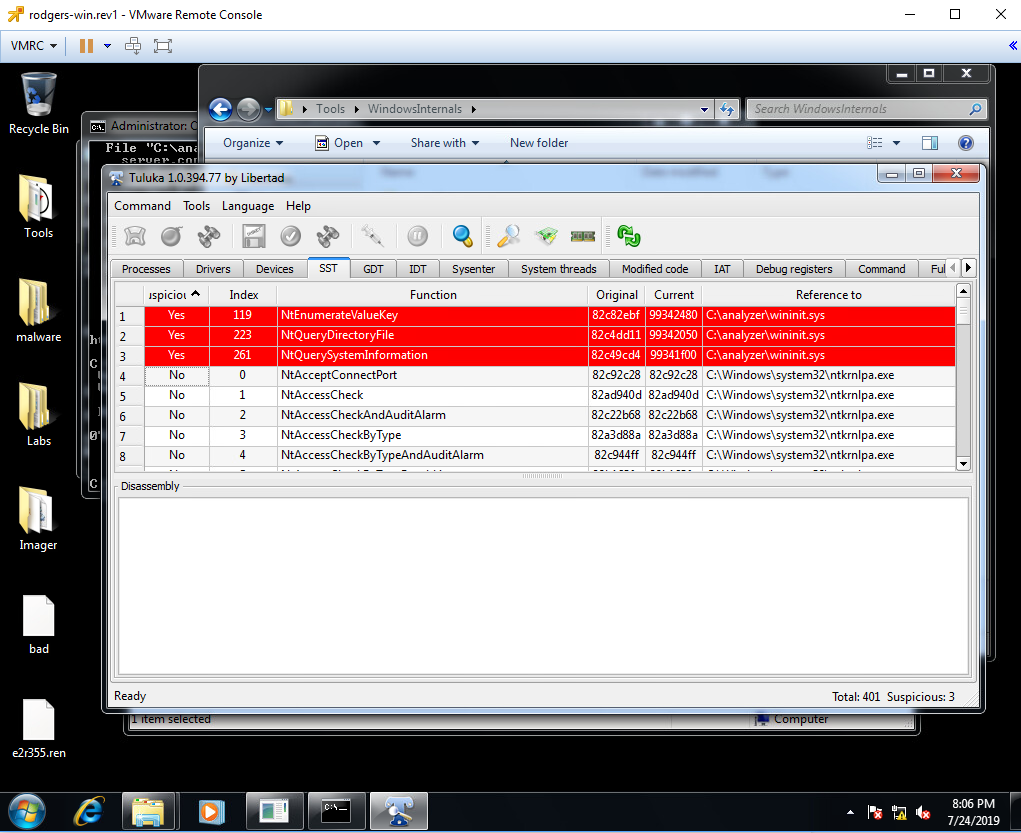 rodgers-win.rev1 - VMware Remote Console
VMRC
Recycle Bin
Tools
malware
Labs
Imager
bad
e2r355.ren
Tools WindowsInternals
Search WindowsInternals
Organize Open Share with New folder
Administrator: C
File "C:\ana
server.con
Tuluka 1.0.394.77 by Libertad
Command Tools Language Help
Processes Drivers Devices SST GDT IDT Sysenter System threads Modified code IAT Debug registers Command Ful
uspiciou Index Function Original Current Reference to
1 Yes 119 NtEnumerateValueKey 82c82ebf 99342480 C:\analyzer\wininit.sys
2 Yes 223 NtQueryDirectoryFile 82c4dd11 99342050 C:\analyzer\wininit.sys
3 Yes 261 NtQuerySystemInformation 82c49cd4 99341f00 C:\analyzer\wininit.sys
4 No 0 NtAcceptConnectPort 82c92c28 82c92c28 C:\Windows\system32\ntkrnlpa.exe
5 No 1 NtAccessCheck 82ad940d 82ad940d C:\Windows\system32\ntkrnlpa.exe
6 No 2 NtAccessCheckAndAuditAlarm 82c22b68 82c22b68 C:\Windows\system32\ntkrnlpa.exe
7 No 3 NtAccessCheckByType 82a3d88a 82a3d88a C:\Windows\system32\ntkrnlpa.exe
8 No 4 NtAccessCheckByTypeAndAuditAlarm 82c944ff 82c944ff C:\Windows\system32\ntkrnlpa.exe
Disassembly
Ready Total: 401 Suspicious: 3
1 item selected Computer
8:06 PM
7/24/2019